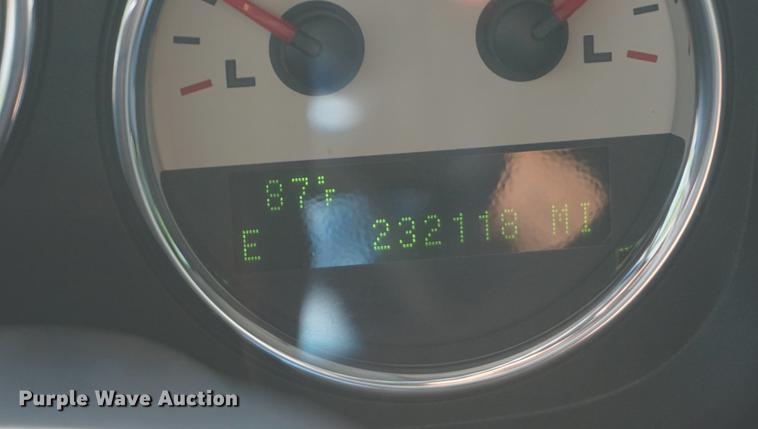 L L
87°F
E 232118 MI
Purple Wave Auction